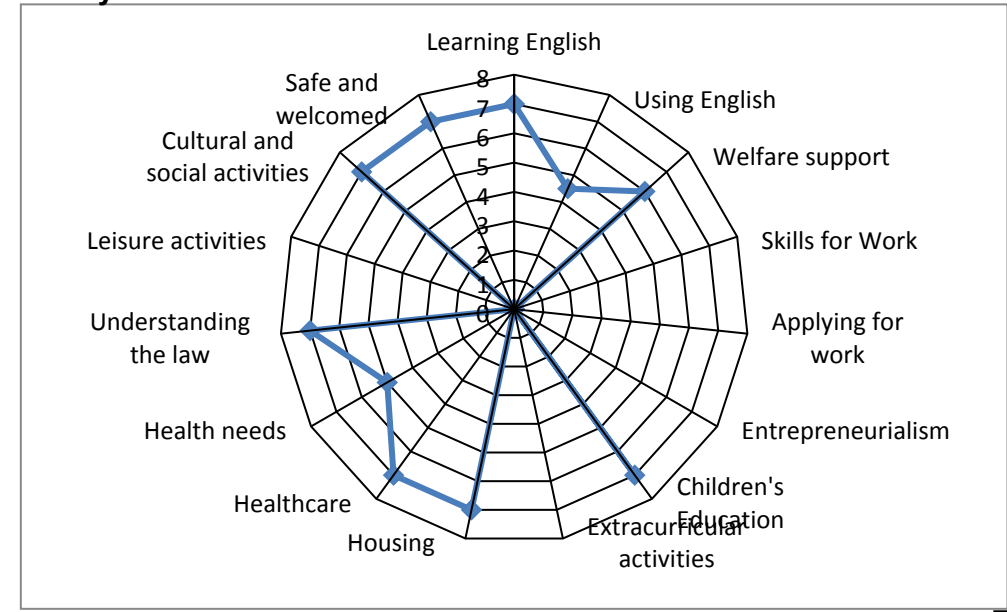 Learning English
Using English
Welfare support
Skills for Work
Applying for
work
Entrepreneurialism
Children's
Education
Extracurricular
activities
Housing
Healthcare
Health needs
Understanding
the law
Leisure activities
Cultural and
social activities
Safe and
welcomed
8
7
6
5
4
3
2
1
0